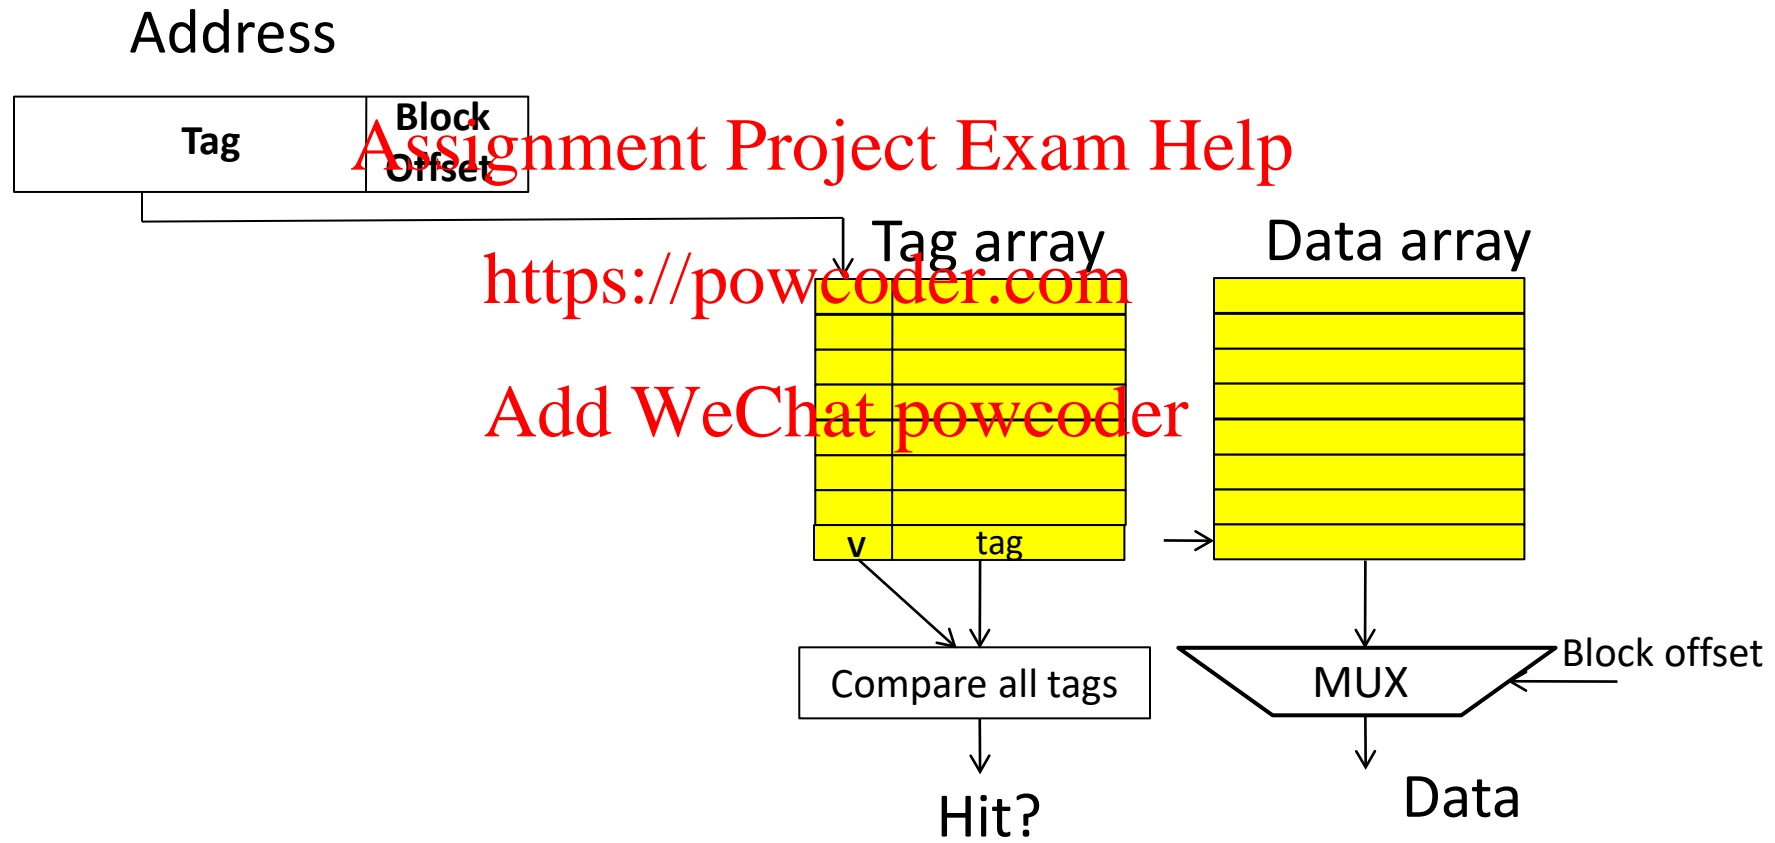 Address
Tag
Block
Offset
Assignment Project Exam Help
Tag array
Data array
https://powcoder.com
Add WeChat powcoder
v
tag
Compare all tags
MUX
Block offset
Hit?
Data